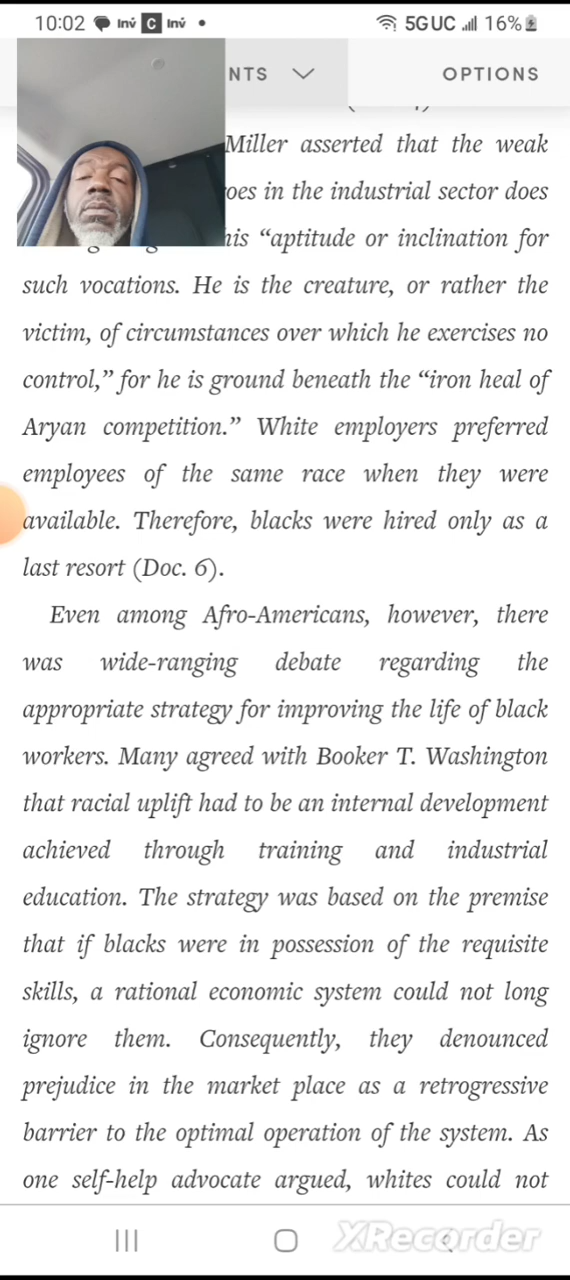 10:02 Inv C Inv • 5G UC 16%
NTS OPTIONS
Miller asserted that the weak
oes in the industrial sector does
his “aptitude or inclination for
such vocations. He is the creature, or rather the
victim, of circumstances over which he exercises no
control,” for he is ground beneath the “iron heal of
Aryan competition.” White employers preferred
employees of the same race when they were
available. Therefore, blacks were hired only as a
last resort (Doc. 6).
Even among Afro-Americans, however, there
was wide-ranging debate regarding the
appropriate strategy for improving the life of black
workers. Many agreed with Booker T. Washington
that racial uplift had to be an internal development
achieved through training and industrial
education. The strategy was based on the premise
that if blacks were in possession of the requisite
skills, a rational economic system could not long
ignore them. Consequently, they denounced
prejudice in the market place as a retrogressive
barrier to the optimal operation of the system. As
one self-help advocate argued, whites could not
XRecorder